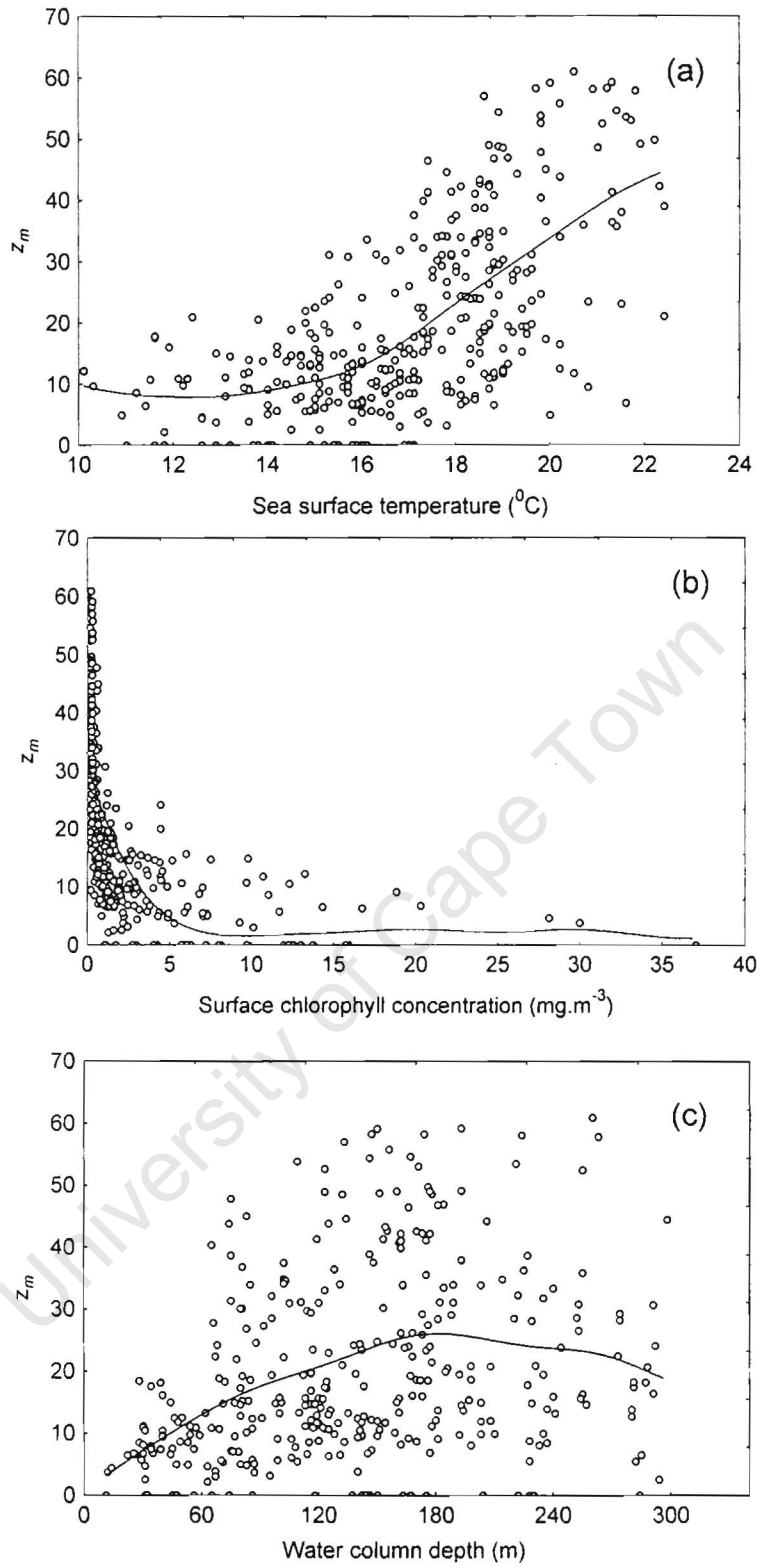 70
60
50
40
30
20
10
0
z_m
(a)
10 12 14 16 18 20 22 24
Sea surface temperature (⁰C)
70
60
50
40
30
20
10
0
z_m
(b)
0 5 10 15 20 25 30 35 40
Surface chlorophyll concentration (mg.m⁻³)
70
60
50
40
30
20
10
0
z_m
(c)
0 60 120 180 240 300
Water column depth (m)
University of Cape Town